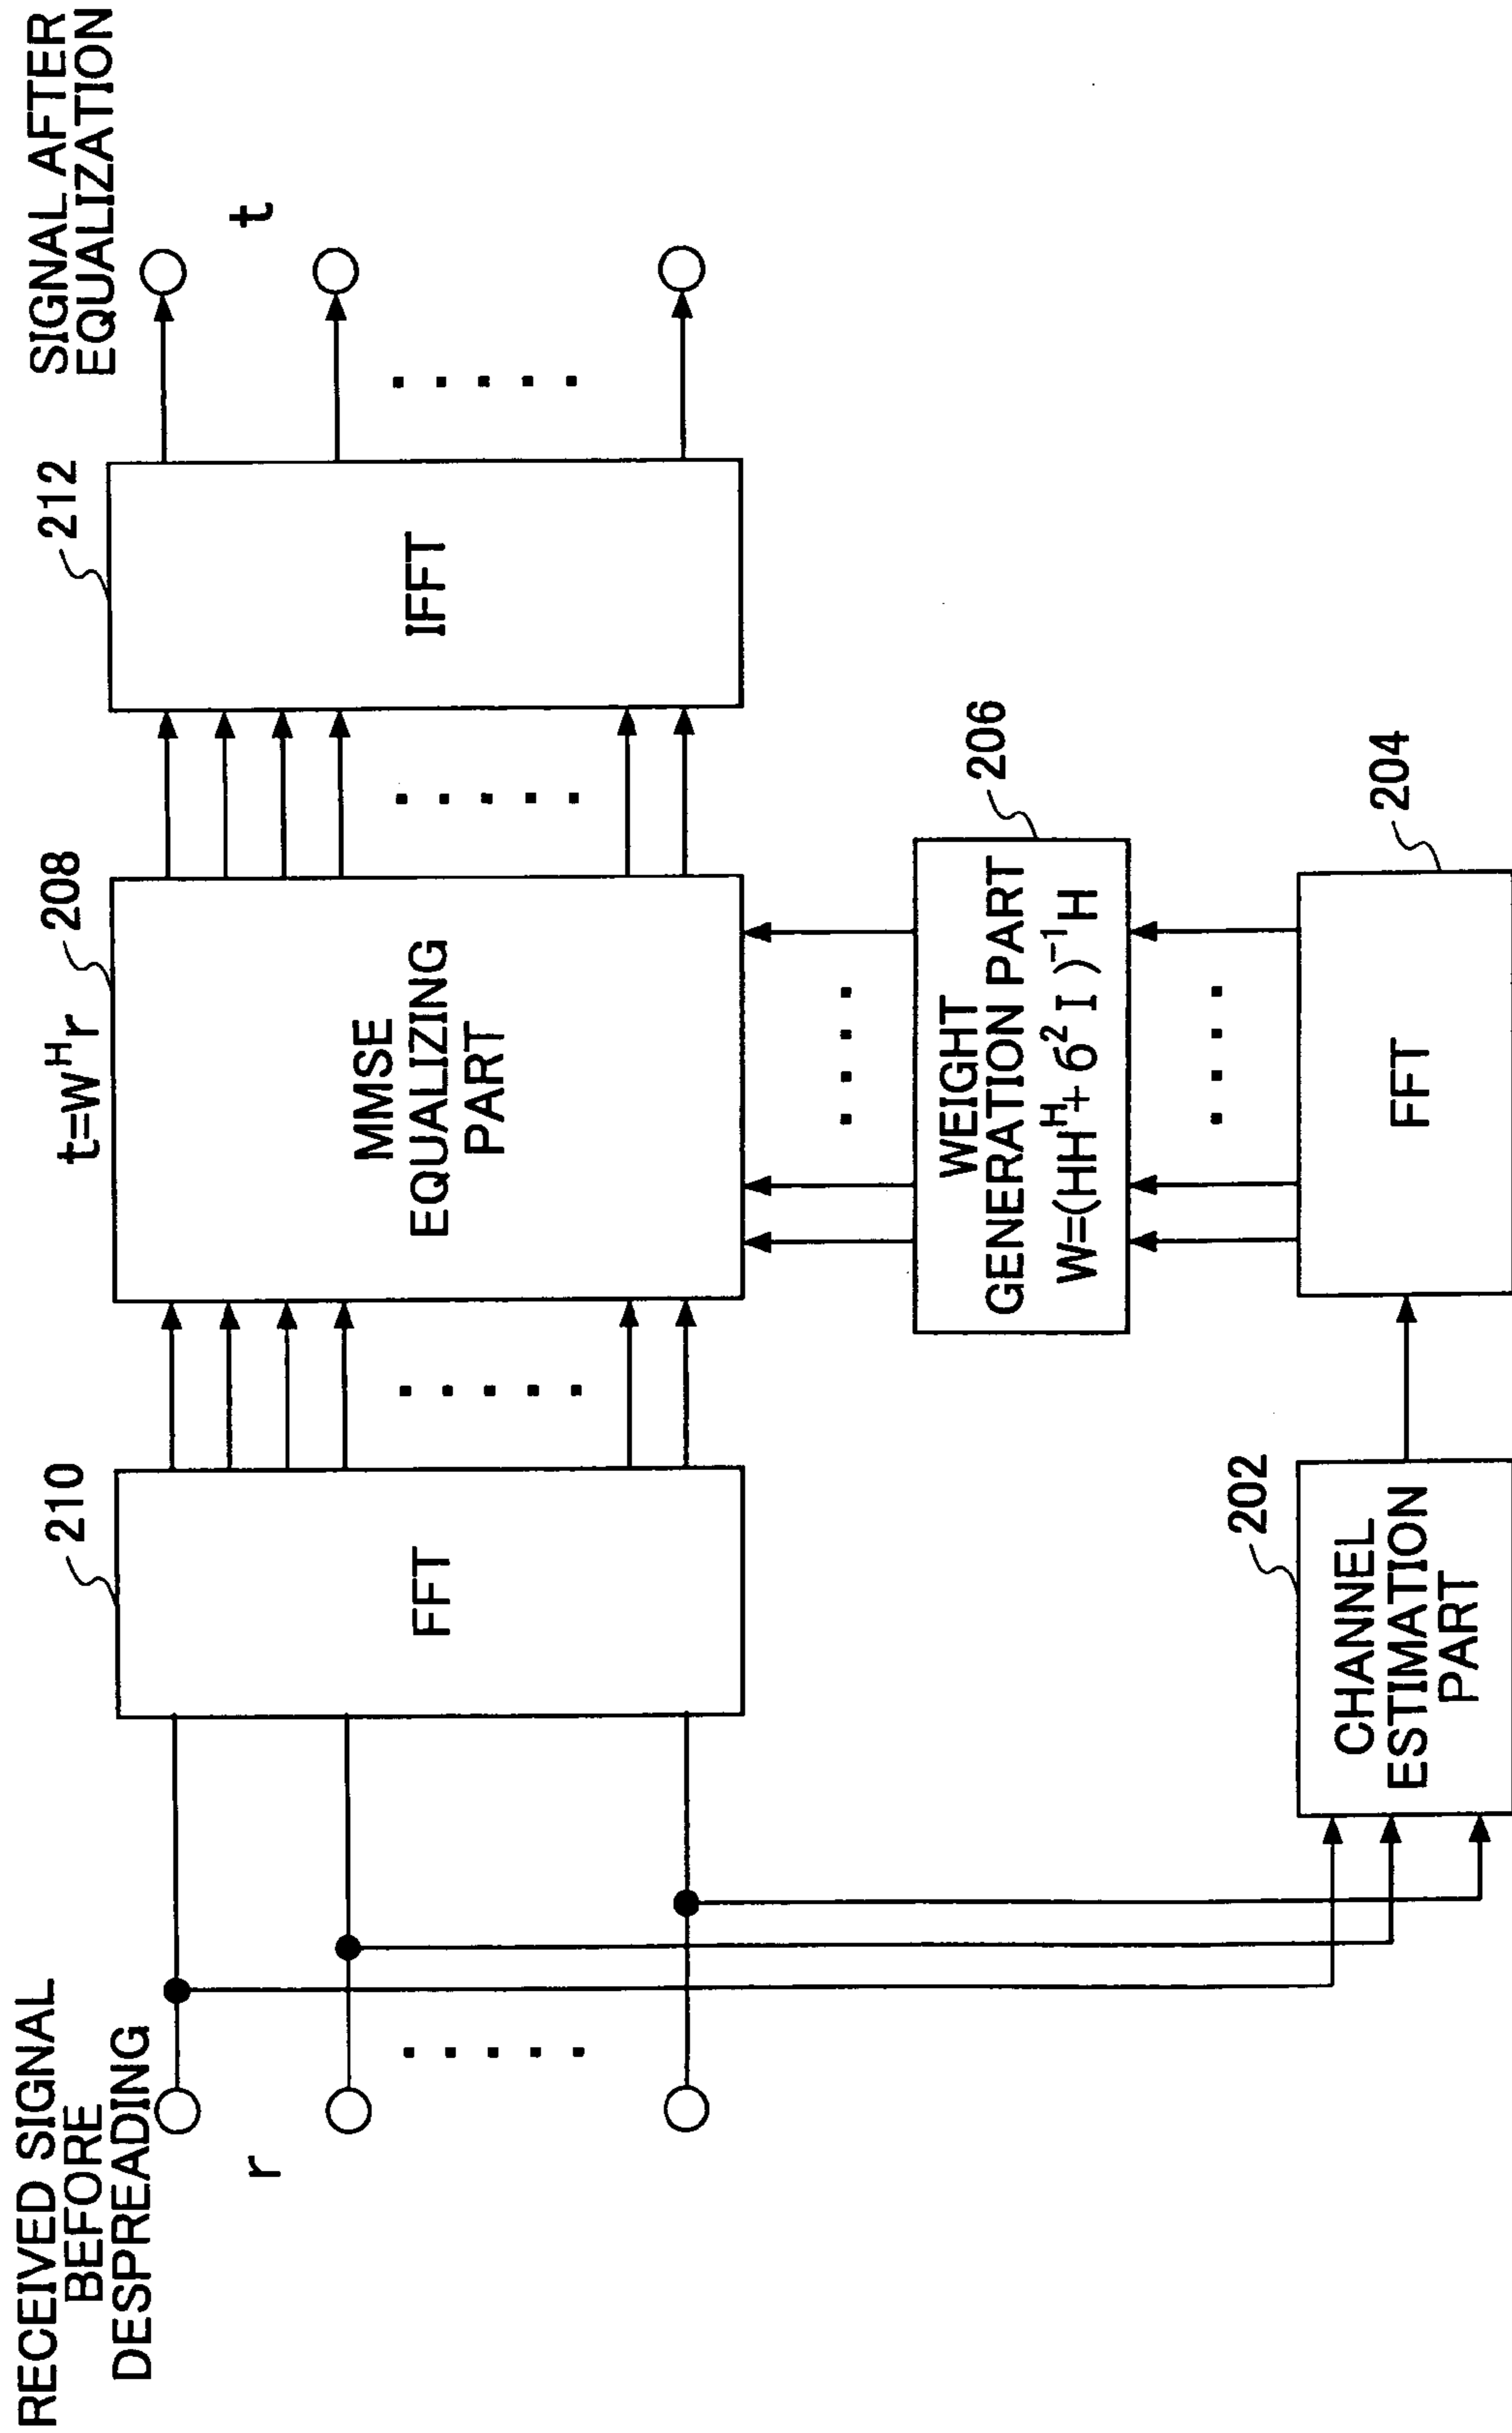 RECEIVED SIGNAL
BEFORE
DESPREADING
r
210
FFT
t=W^H r
208
MMSE
EQUALIZING
PART
212
IFFT
SIGNAL AFTER
EQUALIZATION
t
206
WEIGHT
GENERATION PART
W=(HH^H+σ^2 I)^-1 H
202
CHANNEL
ESTIMATION
PART
204
FFT